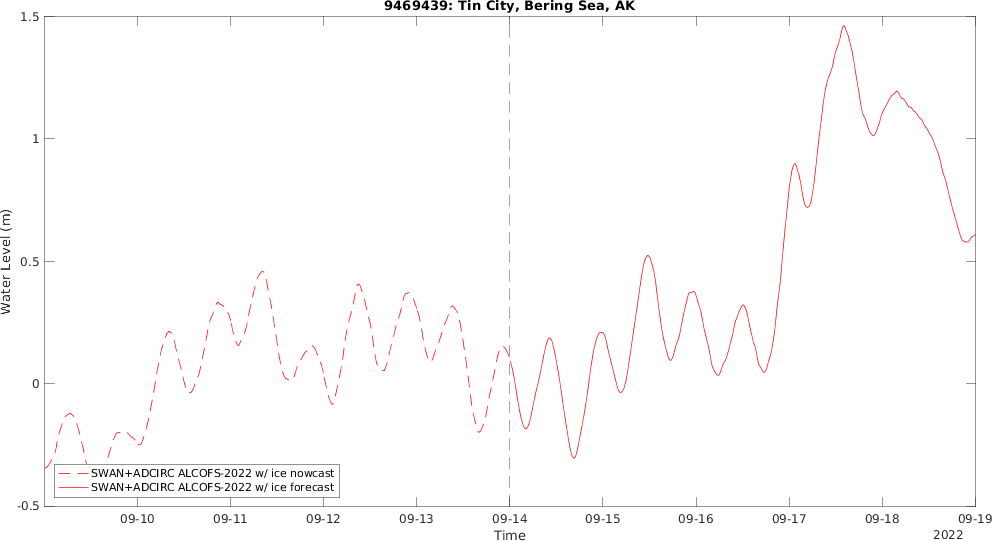 9469439: Tin City, Bering Sea, AK
1.5
1
0.5
0
-0.5
Water Level (m)
SWAN+ADCIRC ALCOFS-2022 w/ ice nowcast
SWAN+ADCIRC ALCOFS-2022 w/ ice forecast
09-10 09-11 09-12 09-13 09-14 09-15 09-16 09-17 09-18 09-19
Time
2022